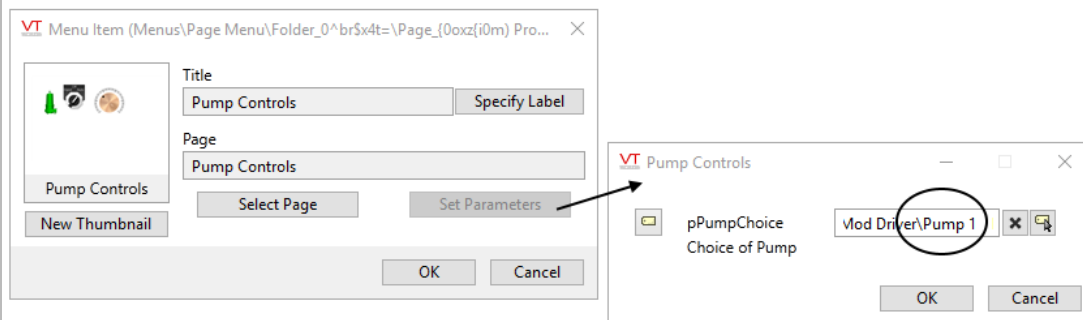 VT Menu Item (Menus\Page Menu\Folder_0^br$x4t=\Page_{0oxz{i0m) Pro...
Title
Pump Controls
Specify Label
Page
Pump Controls
Pump Controls
Select Page
Set Parameters
New Thumbnail
OK
Cancel
VT Pump Controls
pPumpChoice
Mod Driver\Pump 1
Choice of Pump
OK
Cancel